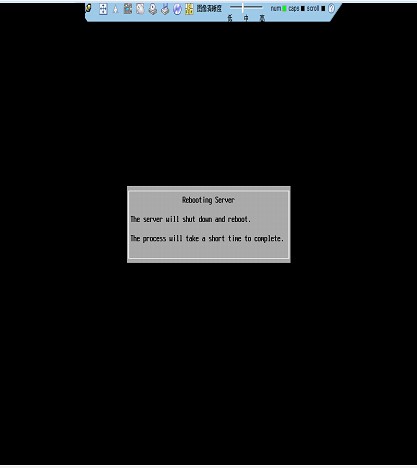 图像清晰度 num caps scroll
低 中 高
Rebooting Server
The server will shut down and reboot.
The process will take a short time to complete.